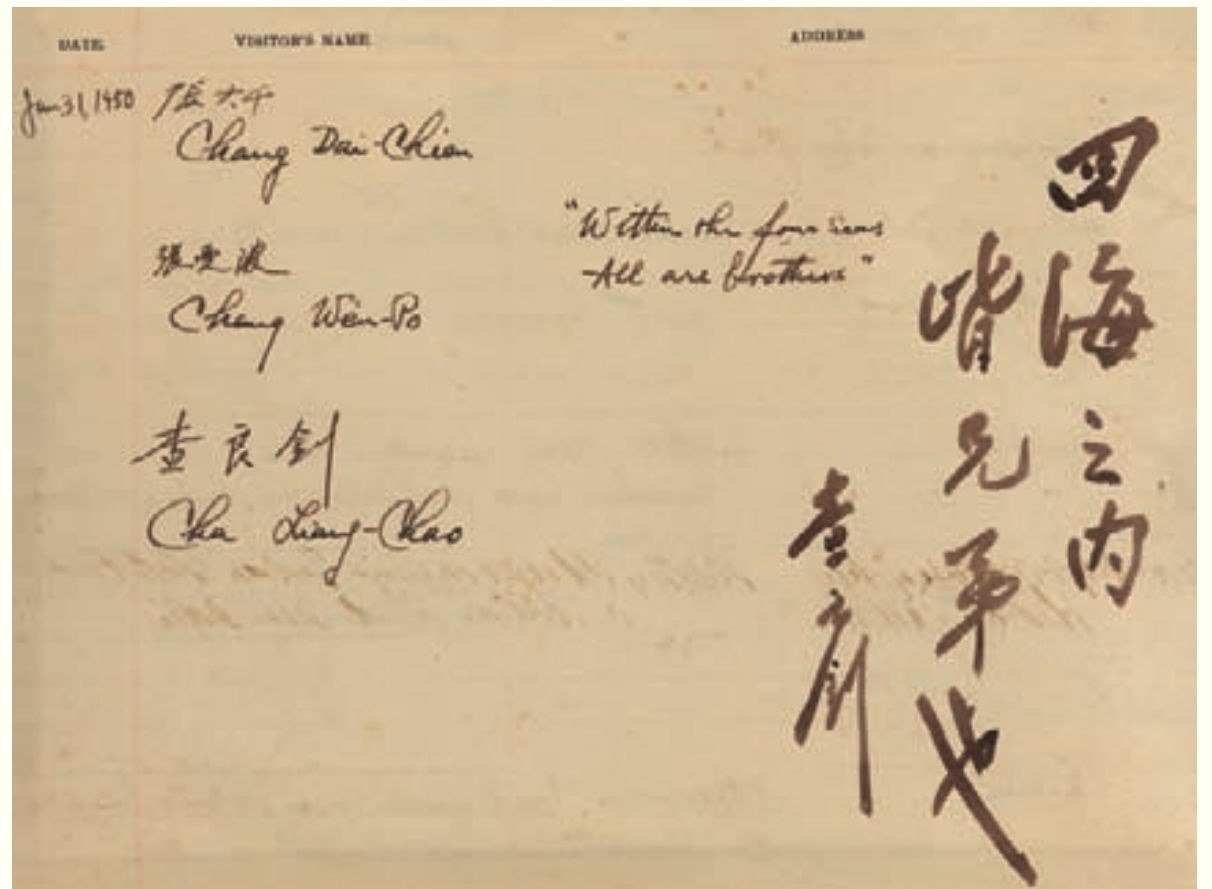 DATE VISITOR'S NAME ADDRESS
Jan 31, 1950 張大千
Chang Dai-Chien
"Within the four seas
All are brothers"
張雯波
Chang Wen-Po
查良釗
Cha Liang-Chao
四海之内
皆兄弟也
查良釗